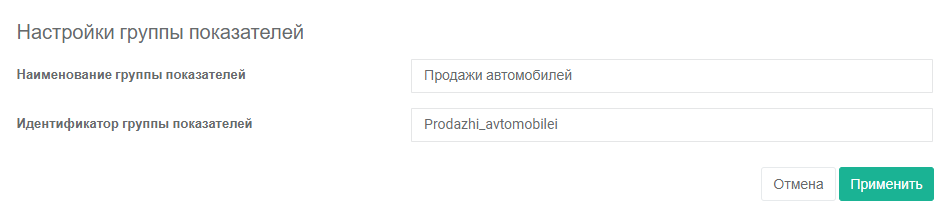 Настройки группы показателей
Наименование группы показателей
Продажи автомобилей
Идентификатор группы показателей
Prodazhi_avtomobilei
Отмена
Применить